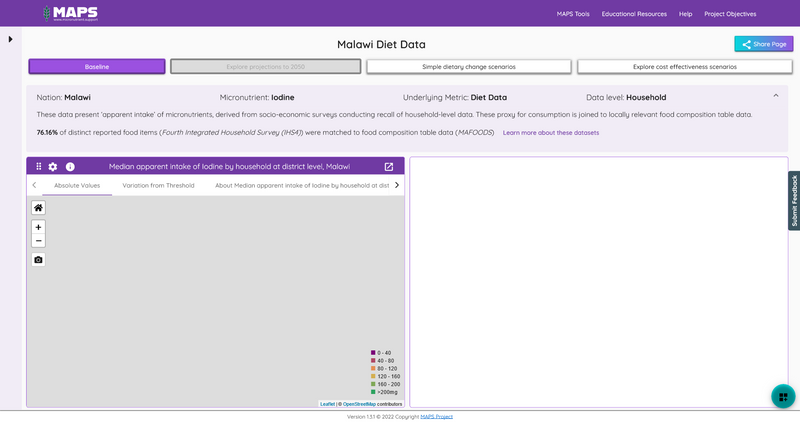 MAPS
www.micronutrient.support
MAPS Tools
Educational Resources
Help
Project Objectives
Malawi Diet Data
Share Page
Baseline
Explore projections to 2050
Simple dietary change scenarios
Explore cost effectiveness scenarios
Nation: Malawi
Micronutrient: Iodine
Underlying Metric: Diet Data
Data level: Household
These data present 'apparent intake' of micronutrients, derived from socio-economic surveys conducting recall of household-level data. These proxy for consumption is joined to locally relevant food composition table data.
76.16% of distinct reported food items (Fourth Integrated Household Survey (IHS4)) were matched to food composition table data (MAFOODS)
Learn more about these datasets
Median apparent intake of Iodine by household at district level, Malawi
Absolute Values
Variation from Threshold
About Median apparent intake of Iodine by household at dist
+
−
0 - 40
40 - 80
80 - 120
120 - 160
160 - 200
>200mg
Leaflet | © OpenStreetMap contributors
Submit Feedback
Version 1.3.1 © 2022 Copyright MAPS Project